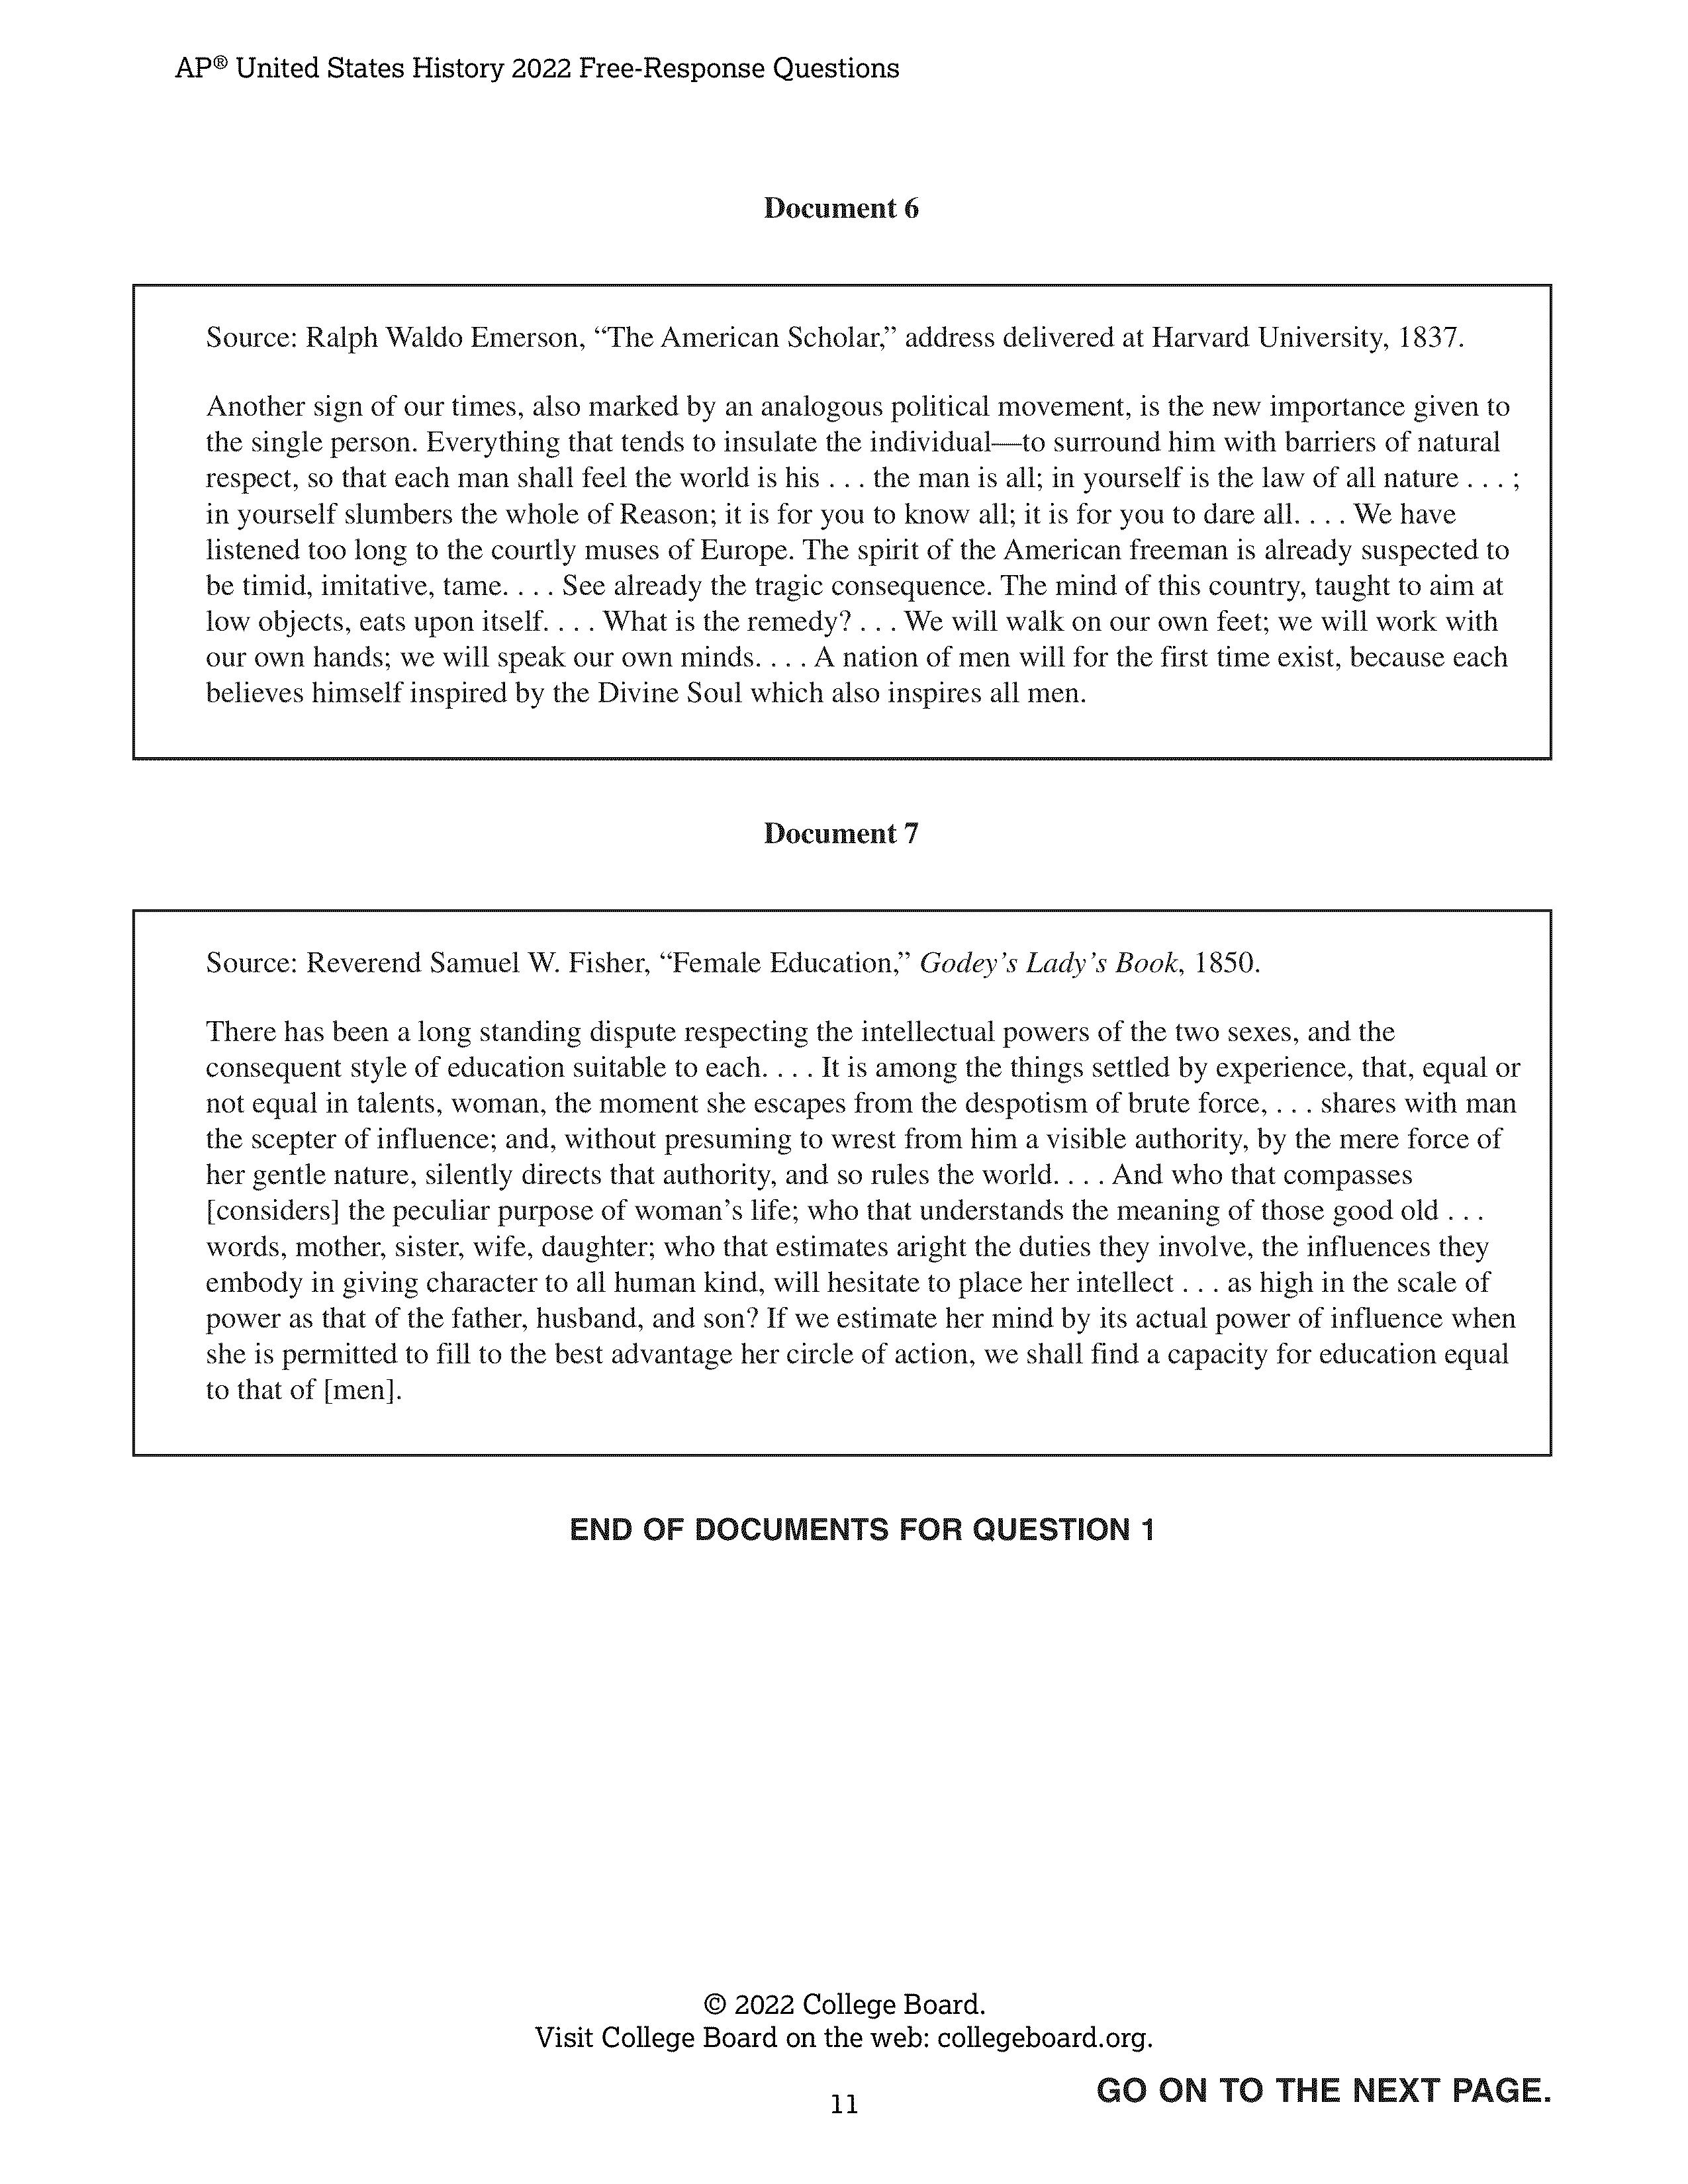 AP® United States History 2022 Free-Response Questions
Document 6
Source: Ralph Waldo Emerson, “The American Scholar,” address delivered at Harvard University, 1837.
Another sign of our times, also marked by an analogous political movement, is the new importance given to
the single person. Everything that tends to insulate the individual—to surround him with barriers of natural
respect, so that each man shall feel the world is his . . . the man is all; in yourself is the law of all nature . . . ;
in yourself slumbers the whole of Reason; it is for you to know all; it is for you to dare all. . . . We have
listened too long to the courtly muses of Europe. The spirit of the American freeman is already suspected to
be timid, imitative, tame. . . . See already the tragic consequence. The mind of this country, taught to aim at
low objects, eats upon itself. . . . What is the remedy? . . . We will walk on our own feet; we will work with
our own hands; we will speak our own minds. . . . A nation of men will for the first time exist, because each
believes himself inspired by the Divine Soul which also inspires all men.
Document 7
Source: Reverend Samuel W. Fisher, “Female Education,” Godey’s Lady’s Book, 1850.
There has been a long standing dispute respecting the intellectual powers of the two sexes, and the
consequent style of education suitable to each. . . . It is among the things settled by experience, that, equal or
not equal in talents, woman, the moment she escapes from the despotism of brute force, . . . shares with man
the scepter of influence; and, without presuming to wrest from him a visible authority, by the mere force of
her gentle nature, silently directs that authority, and so rules the world. . . . And who that compasses
[considers] the peculiar purpose of woman’s life; who that understands the meaning of those good old . . .
words, mother, sister, wife, daughter; who that estimates aright the duties they involve, the influences they
embody in giving character to all human kind, will hesitate to place her intellect . . . as high in the scale of
power as that of the father, husband, and son? If we estimate her mind by its actual power of influence when
she is permitted to fill to the best advantage her circle of action, we shall find a capacity for education equal
to that of [men].
END OF DOCUMENTS FOR QUESTION 1
© 2022 College Board.
Visit College Board on the web: collegeboard.org.
GO ON TO THE NEXT PAGE.
11